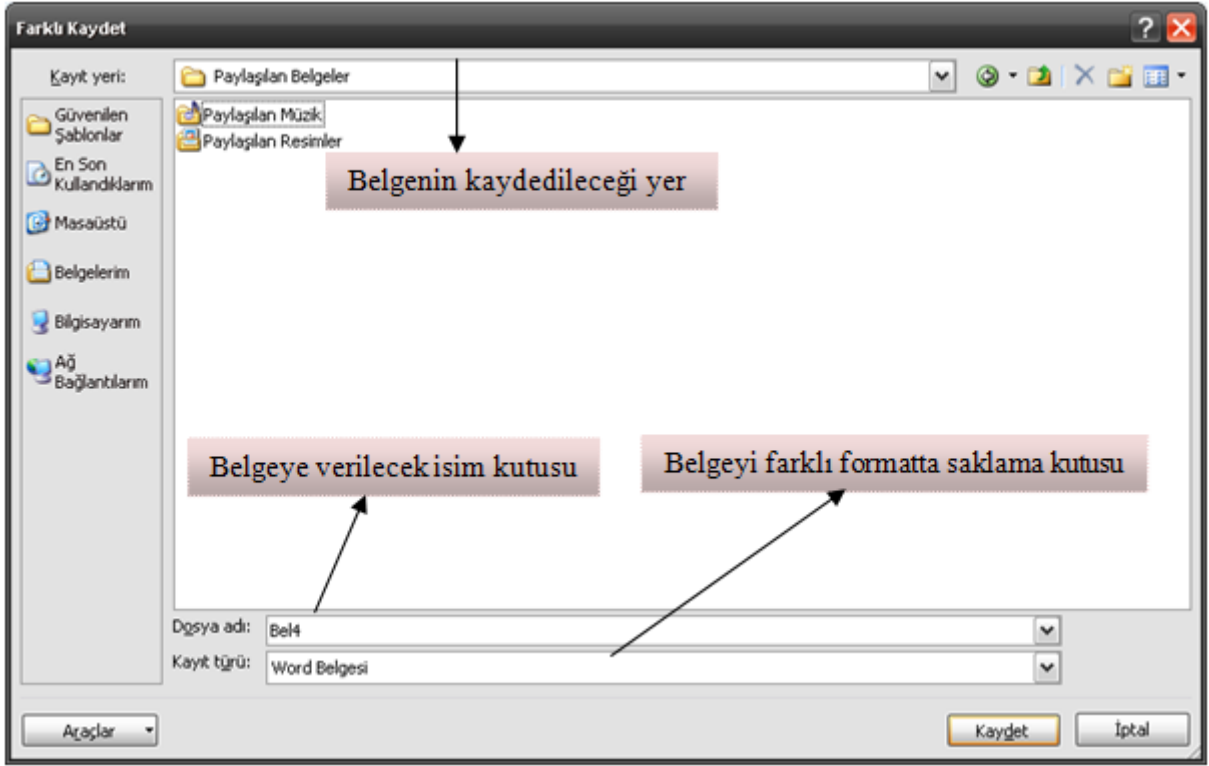 Farklı Kaydet
Kayıt yeri:
Paylaşılan Belgeler
Güvenilen
Şablonlar
En Son
Kullandıklarım
Masaüstü
Belgelerim
Bilgisayarım
Ağ
Bağlantılarım
Paylaşılan Müzik
Paylaşılan Resimler
Belgenin kaydedileceği yer
Belgeye verilecek isim kutusu
Belgeyi farklı formatta saklama kutusu
Dosya adı:
Bel4
Kayıt türü:
Word Belgesi
Araçlar
Kaydet
İptal